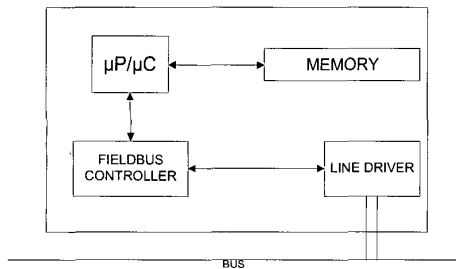 µP/µC
MEMORY
FIELDBUS
CONTROLLER
LINE DRIVER
BUS